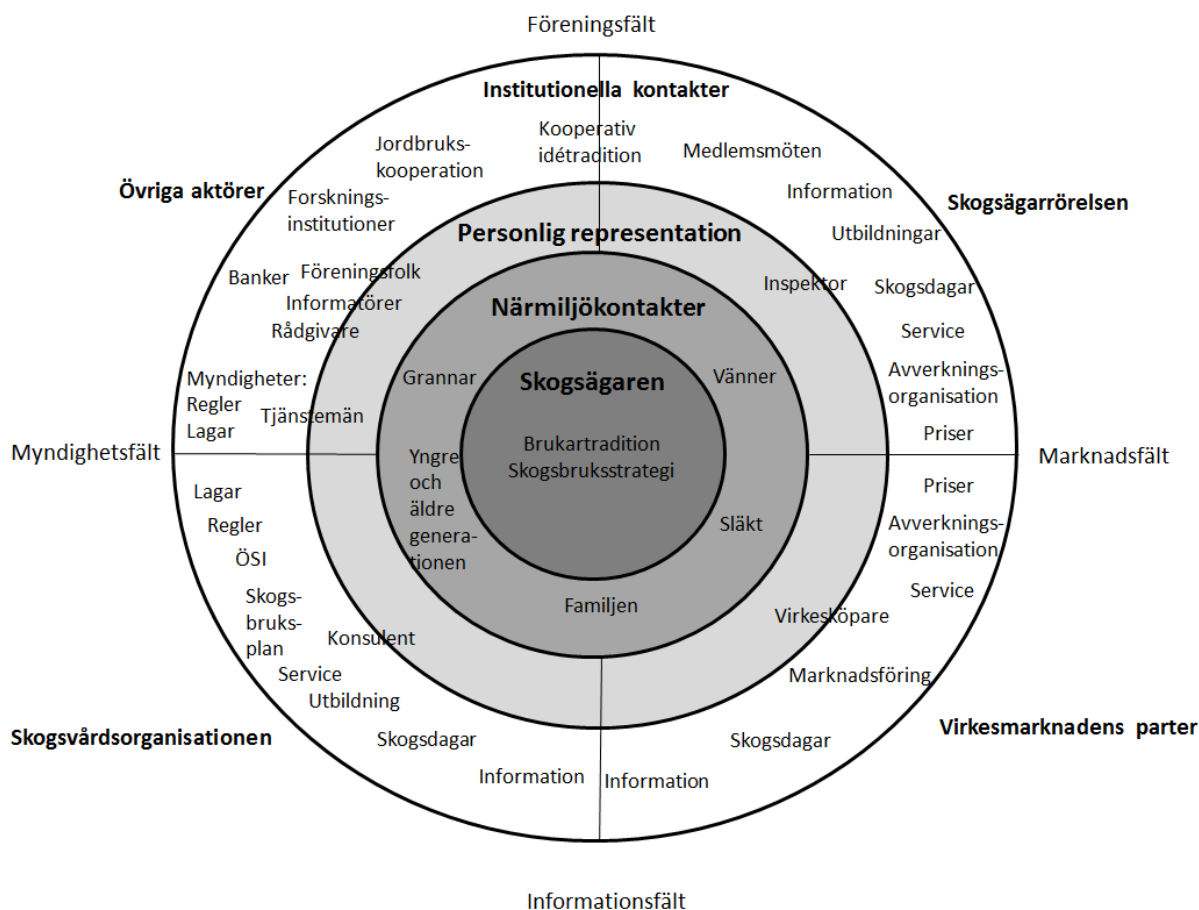 Föreningsfält
Institutionella kontakter
Kooperativ
idétradition
Jordbruks-
kooperation
Medlemsmöten
Övriga aktörer
Forsknings-
institutioner
Information
Skogsägarrörelsen
Utbildningar
Personlig representation
Banker
Föreningsfolk
Informatörer
Rådgivare
Inspektor
Skogsdagar
Service
Närmiljökontakter
Myndigheter:
Regler
Lagar
Tjänstemän
Grannar
Skogsägaren
Vänner
Avverknings-
organisation
Priser
Brukartradition
Skogsbruksstrategi
Myndighetsfält
Marknadsfält
Yngre
och
äldre
genera-
tionen
Släkt
Familjen
Lagar
Regler
ÖSI
Skogs-
bruks-
plan
Konsulent
Service
Utbildning
Skogsdagar
Information
Priser
Avverknings-
organisation
Service
Virkesköpare
Marknadsföring
Skogsdagar
Information
Skogsvårdsorganisationen
Virkesmarknadens parter
Informationsfält